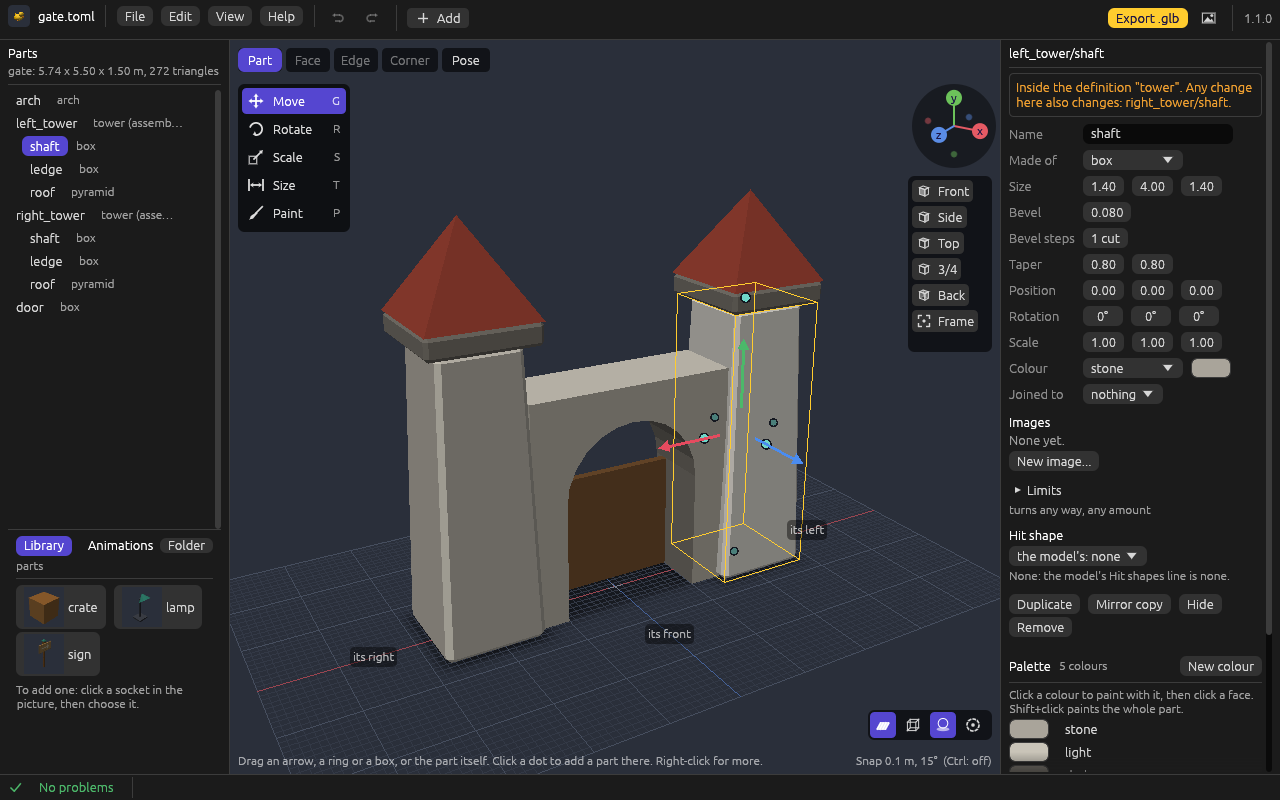 gate.toml File Edit View Help + Add Export .glb 1.1.0
Parts
gate: 5.74 x 5.50 x 1.50 m, 272 triangles
arch arch
left_tower tower (assemb...
shaft box
ledge box
roof pyramid
right_tower tower (asse...
shaft box
ledge box
roof pyramid
door box
Library Animations Folder
parts
crate lamp
sign
To add one: click a socket in the
picture, then choose it.
Part Face Edge Corner Pose
Move G
Rotate R
Scale S
Size T
Paint P
y
x
z
Front
Side
Top
3/4
Back
Frame
its left
its front
its right
Drag an arrow, a ring or a box, or the part itself. Click a dot to add a part there. Right-click for more. Snap 0.1 m, 15° (Ctrl: off)
left_tower/shaft
Inside the definition "tower". Any change
here also changes: right_tower/shaft.
Name shaft
Made of box
Size 1.40 4.00 1.40
Bevel 0.080
Bevel steps 1 cut
Taper 0.80 0.80
Position 0.00 0.00 0.00
Rotation 0° 0° 0°
Scale 1.00 1.00 1.00
Colour stone
Joined to nothing
Images
None yet.
New image...
Limits
turns any way, any amount
Hit shape
the model's: none
None: the model's Hit shapes line is none.
Duplicate Mirror copy Hide
Remove
Palette 5 colours New colour
Click a colour to paint with it, then click a face.
Shift+click paints the whole part.
stone
light
No problems